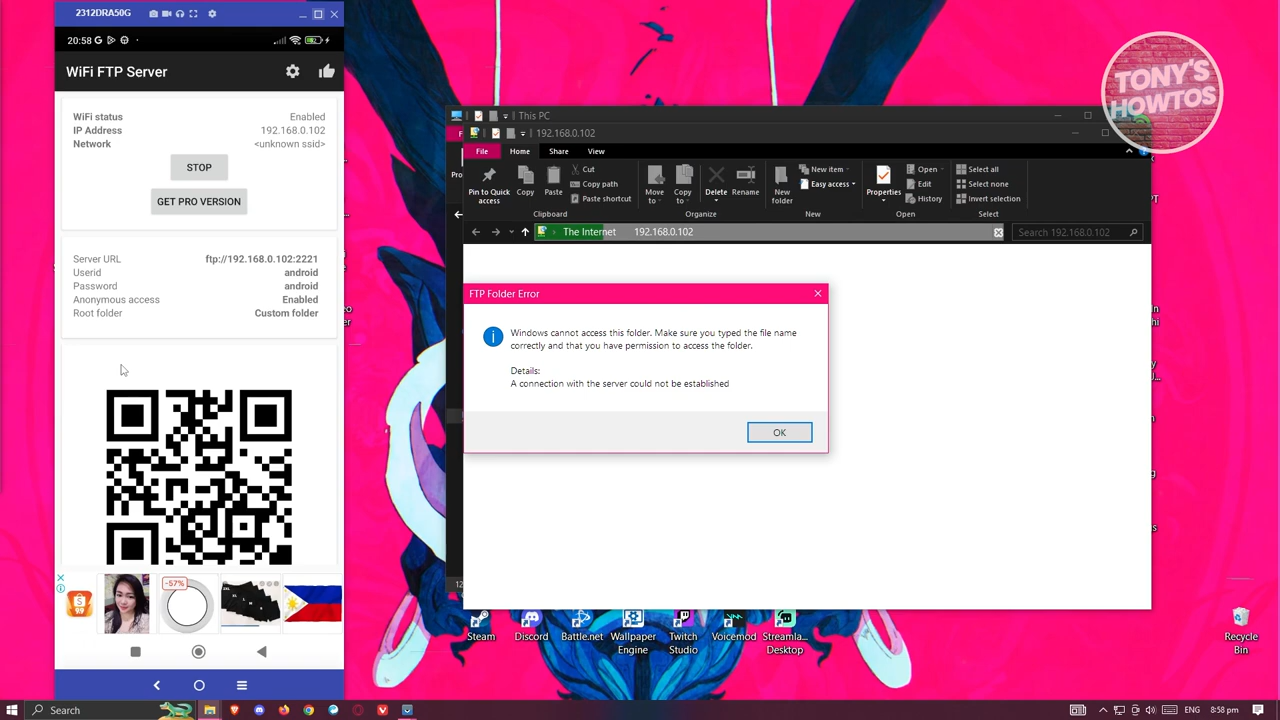 2312DRA50G
20:58
WiFi FTP Server
WiFi status Enabled
IP Address 192.168.0.102
Network <unknown ssid>
STOP
GET PRO VERSION
Server URL ftp://192.168.0.102:2221
Userid android
Password android
Anonymous access Enabled
Root folder Custom folder
-57%
TONY'S
HOWTOS
This PC
192.168.0.102
File Home Share View
Pin to Quick access
Copy
Paste
Cut
Copy path
Paste shortcut
Clipboard
Move to
Copy to
Delete
Rename
Organize
New folder
New item
Easy access
New
Properties
Open
Edit
History
Open
Select all
Select none
Invert selection
Select
The Internet 192.168.0.102
Search 192.168.0.102
FTP Folder Error
Windows cannot access this folder. Make sure you typed the file name
correctly and that you have permission to access the folder.
Details:
A connection with the server could not be established
OK
Steam
Discord
Battle.net
Wallpaper Engine
Twitch Studio
Voicemod
Streamla... Desktop
Recycle Bin
Search
ENG
8:58 pm